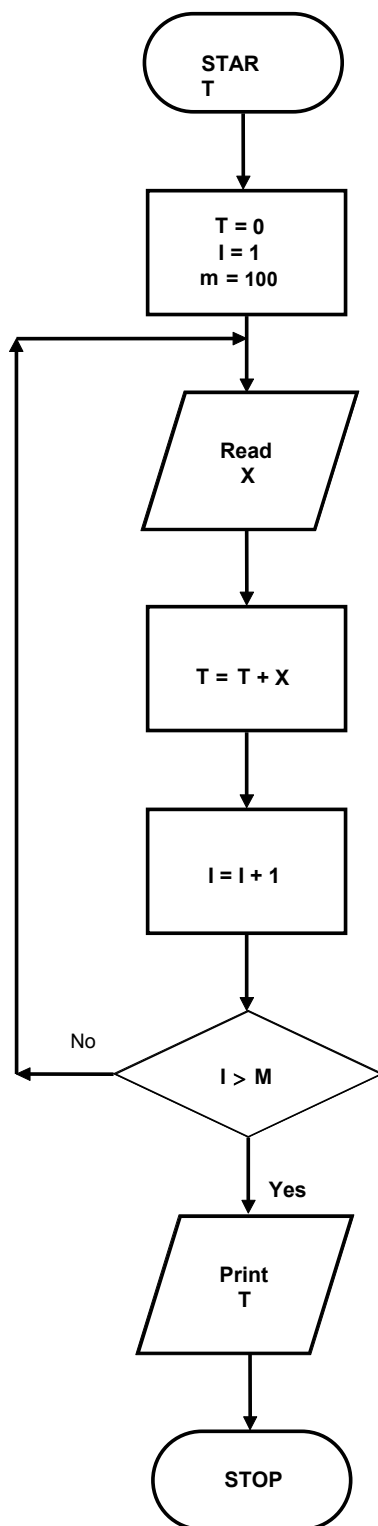 STAR
T
T = 0
I = 1
m = 100
Read
X
T = T + X
I = I + 1
I > M
No
Yes
Print
T
STOP